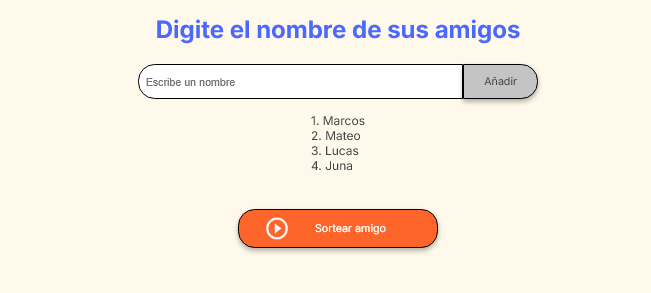 Digite el nombre de sus amigos
Escribe un nombre
Añadir
1. Marcos
2. Mateo
3. Lucas
4. Juna
Sortear amigo